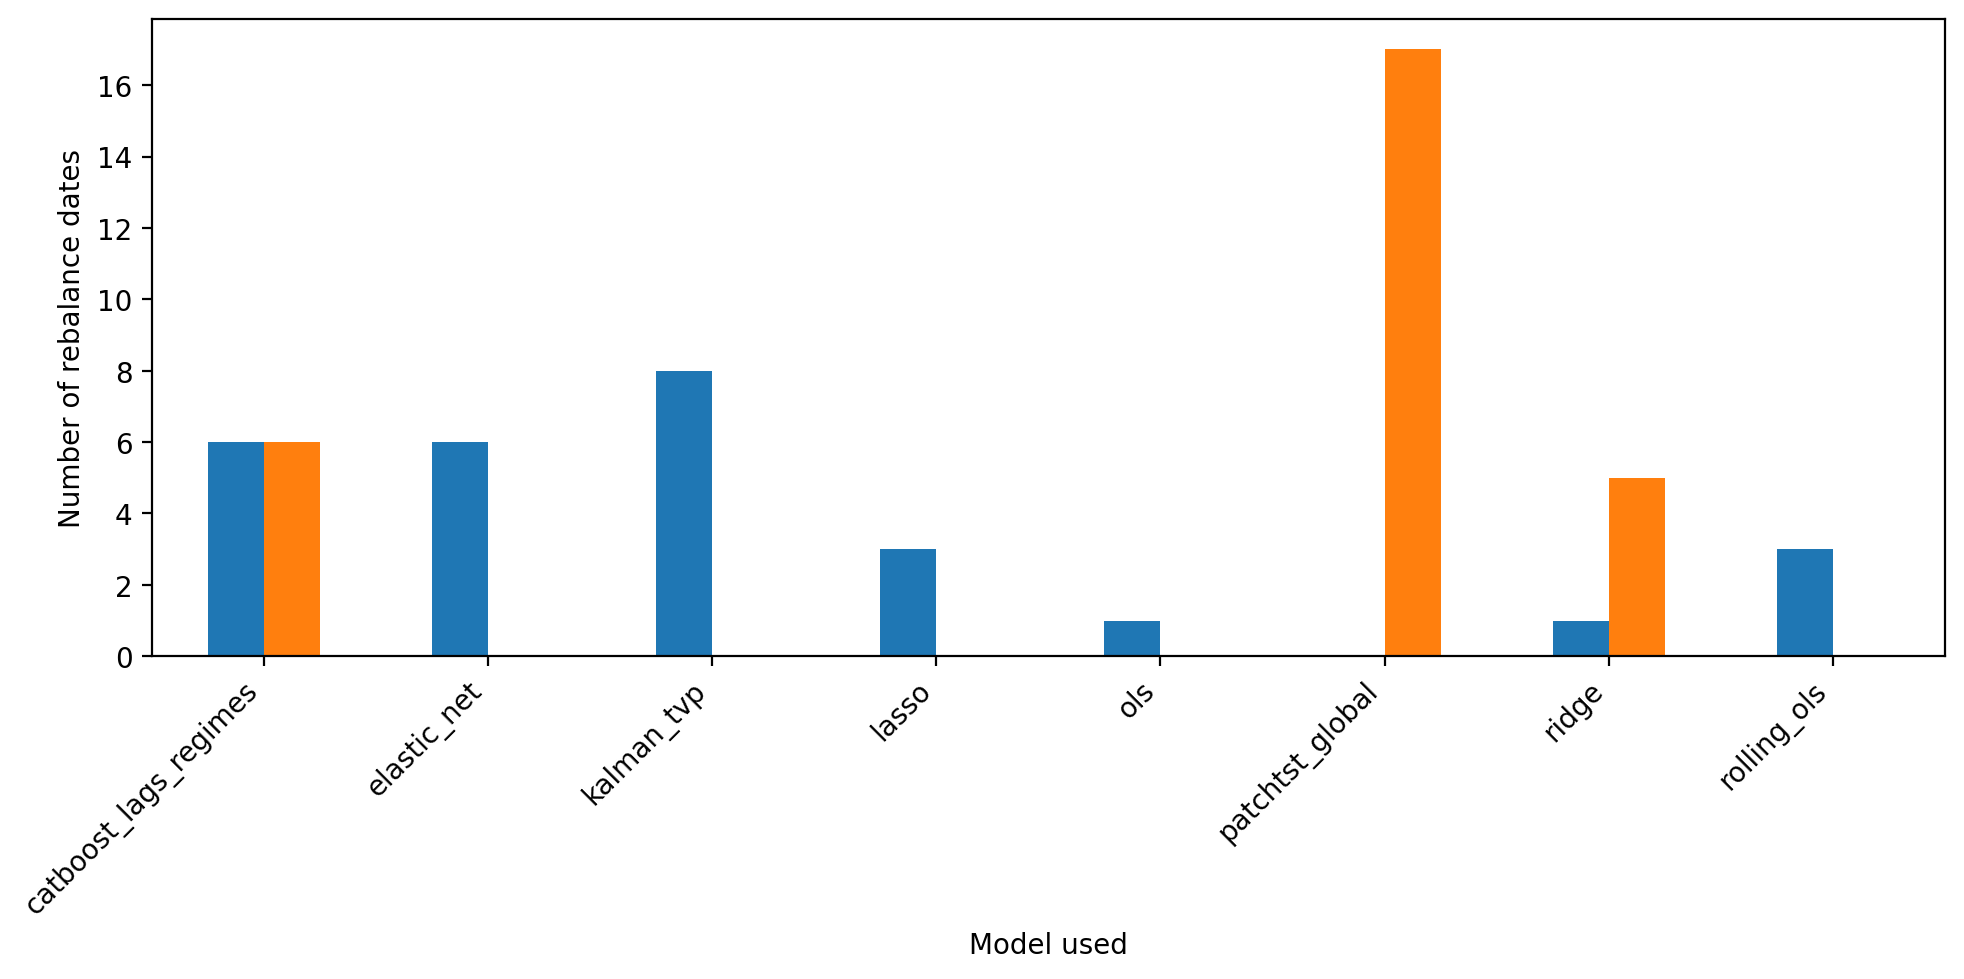 Number of rebalance dates
16
14
12
10
8
6
4
2
0
catboost_lags_regimes
elastic_net
kalman_tvp
lasso
ols
patchtst_global
ridge
rolling_ols
Model used